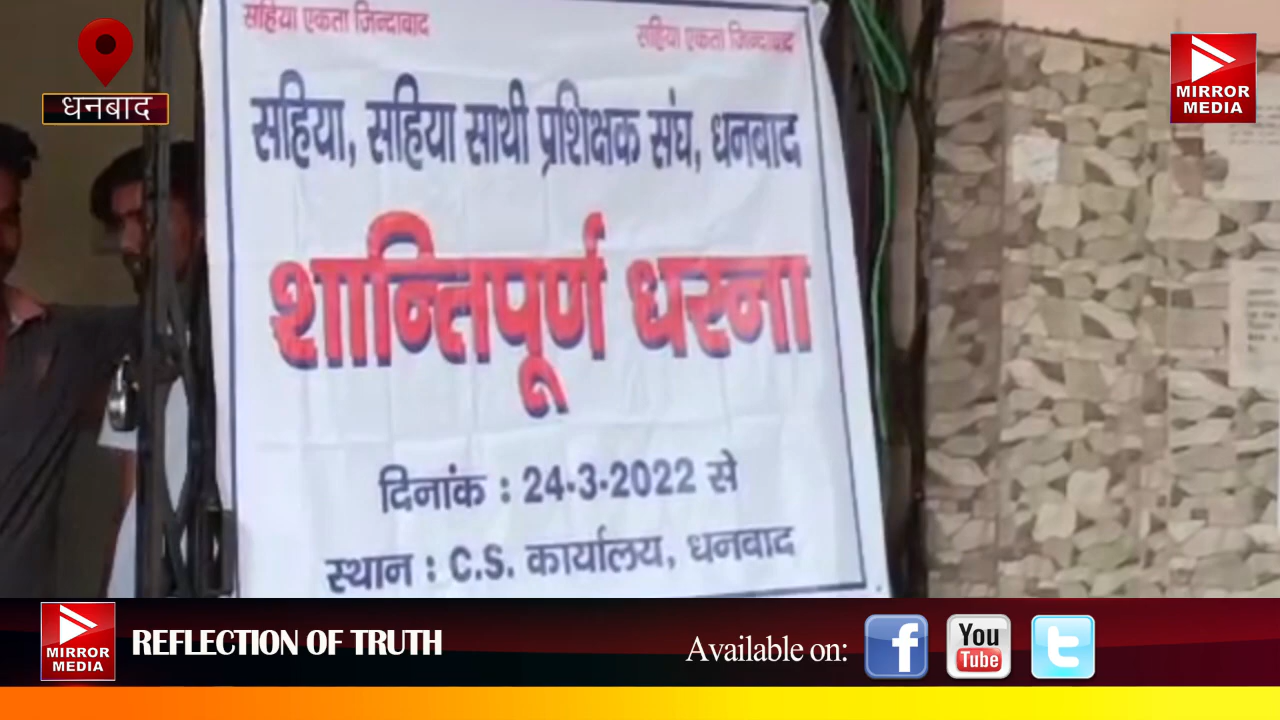 सहिया एकता जिन्दाबाद
सहिया एकता जिन्दाबाद
धनबाद
MIRROR
MEDIA
सहिया, सहिया साथी प्रशिक्षक संघ, धनबाद
शान्तिपूर्ण धरना
दिनांक : 24-3-2022 से
स्थान : C.S. कार्यालय, धनबाद
MIRROR
MEDIA
REFLECTION OF TRUTH
Available on:
f
You
Tube
t